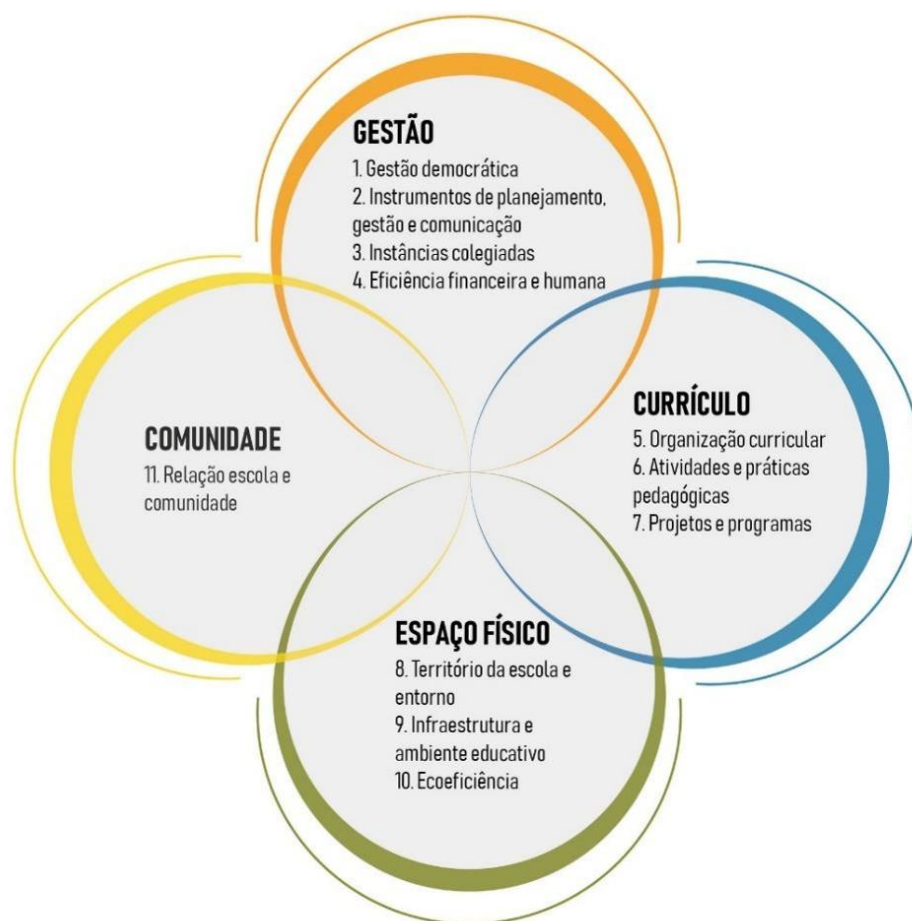 GESTÃO
1. Gestão democrática
2. Instrumentos de planejamento,
gestão e comunicação
3. Instâncias colegiadas
4. Eficiência financeira e humana
COMUNIDADE
11. Relação escola e
comunidade
CURRÍCULO
5. Organização curricular
6. Atividades e práticas
pedagógicas
7. Projetos e programas
ESPAÇO FÍSICO
8. Território da escola e
entorno
9. Infraestrutura e
ambiente educativo
10. Ecoeficiência